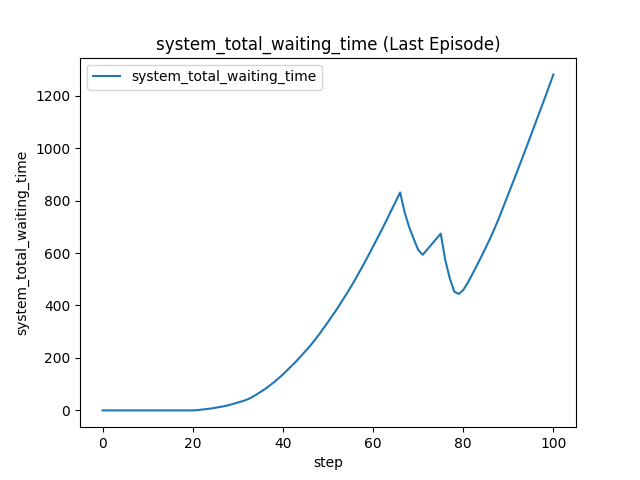 system_total_waiting_time (Last Episode)
system_total_waiting_time
system_total_waiting_time
1200
1000
800
600
400
200
0
0 20 40 60 80 100
step